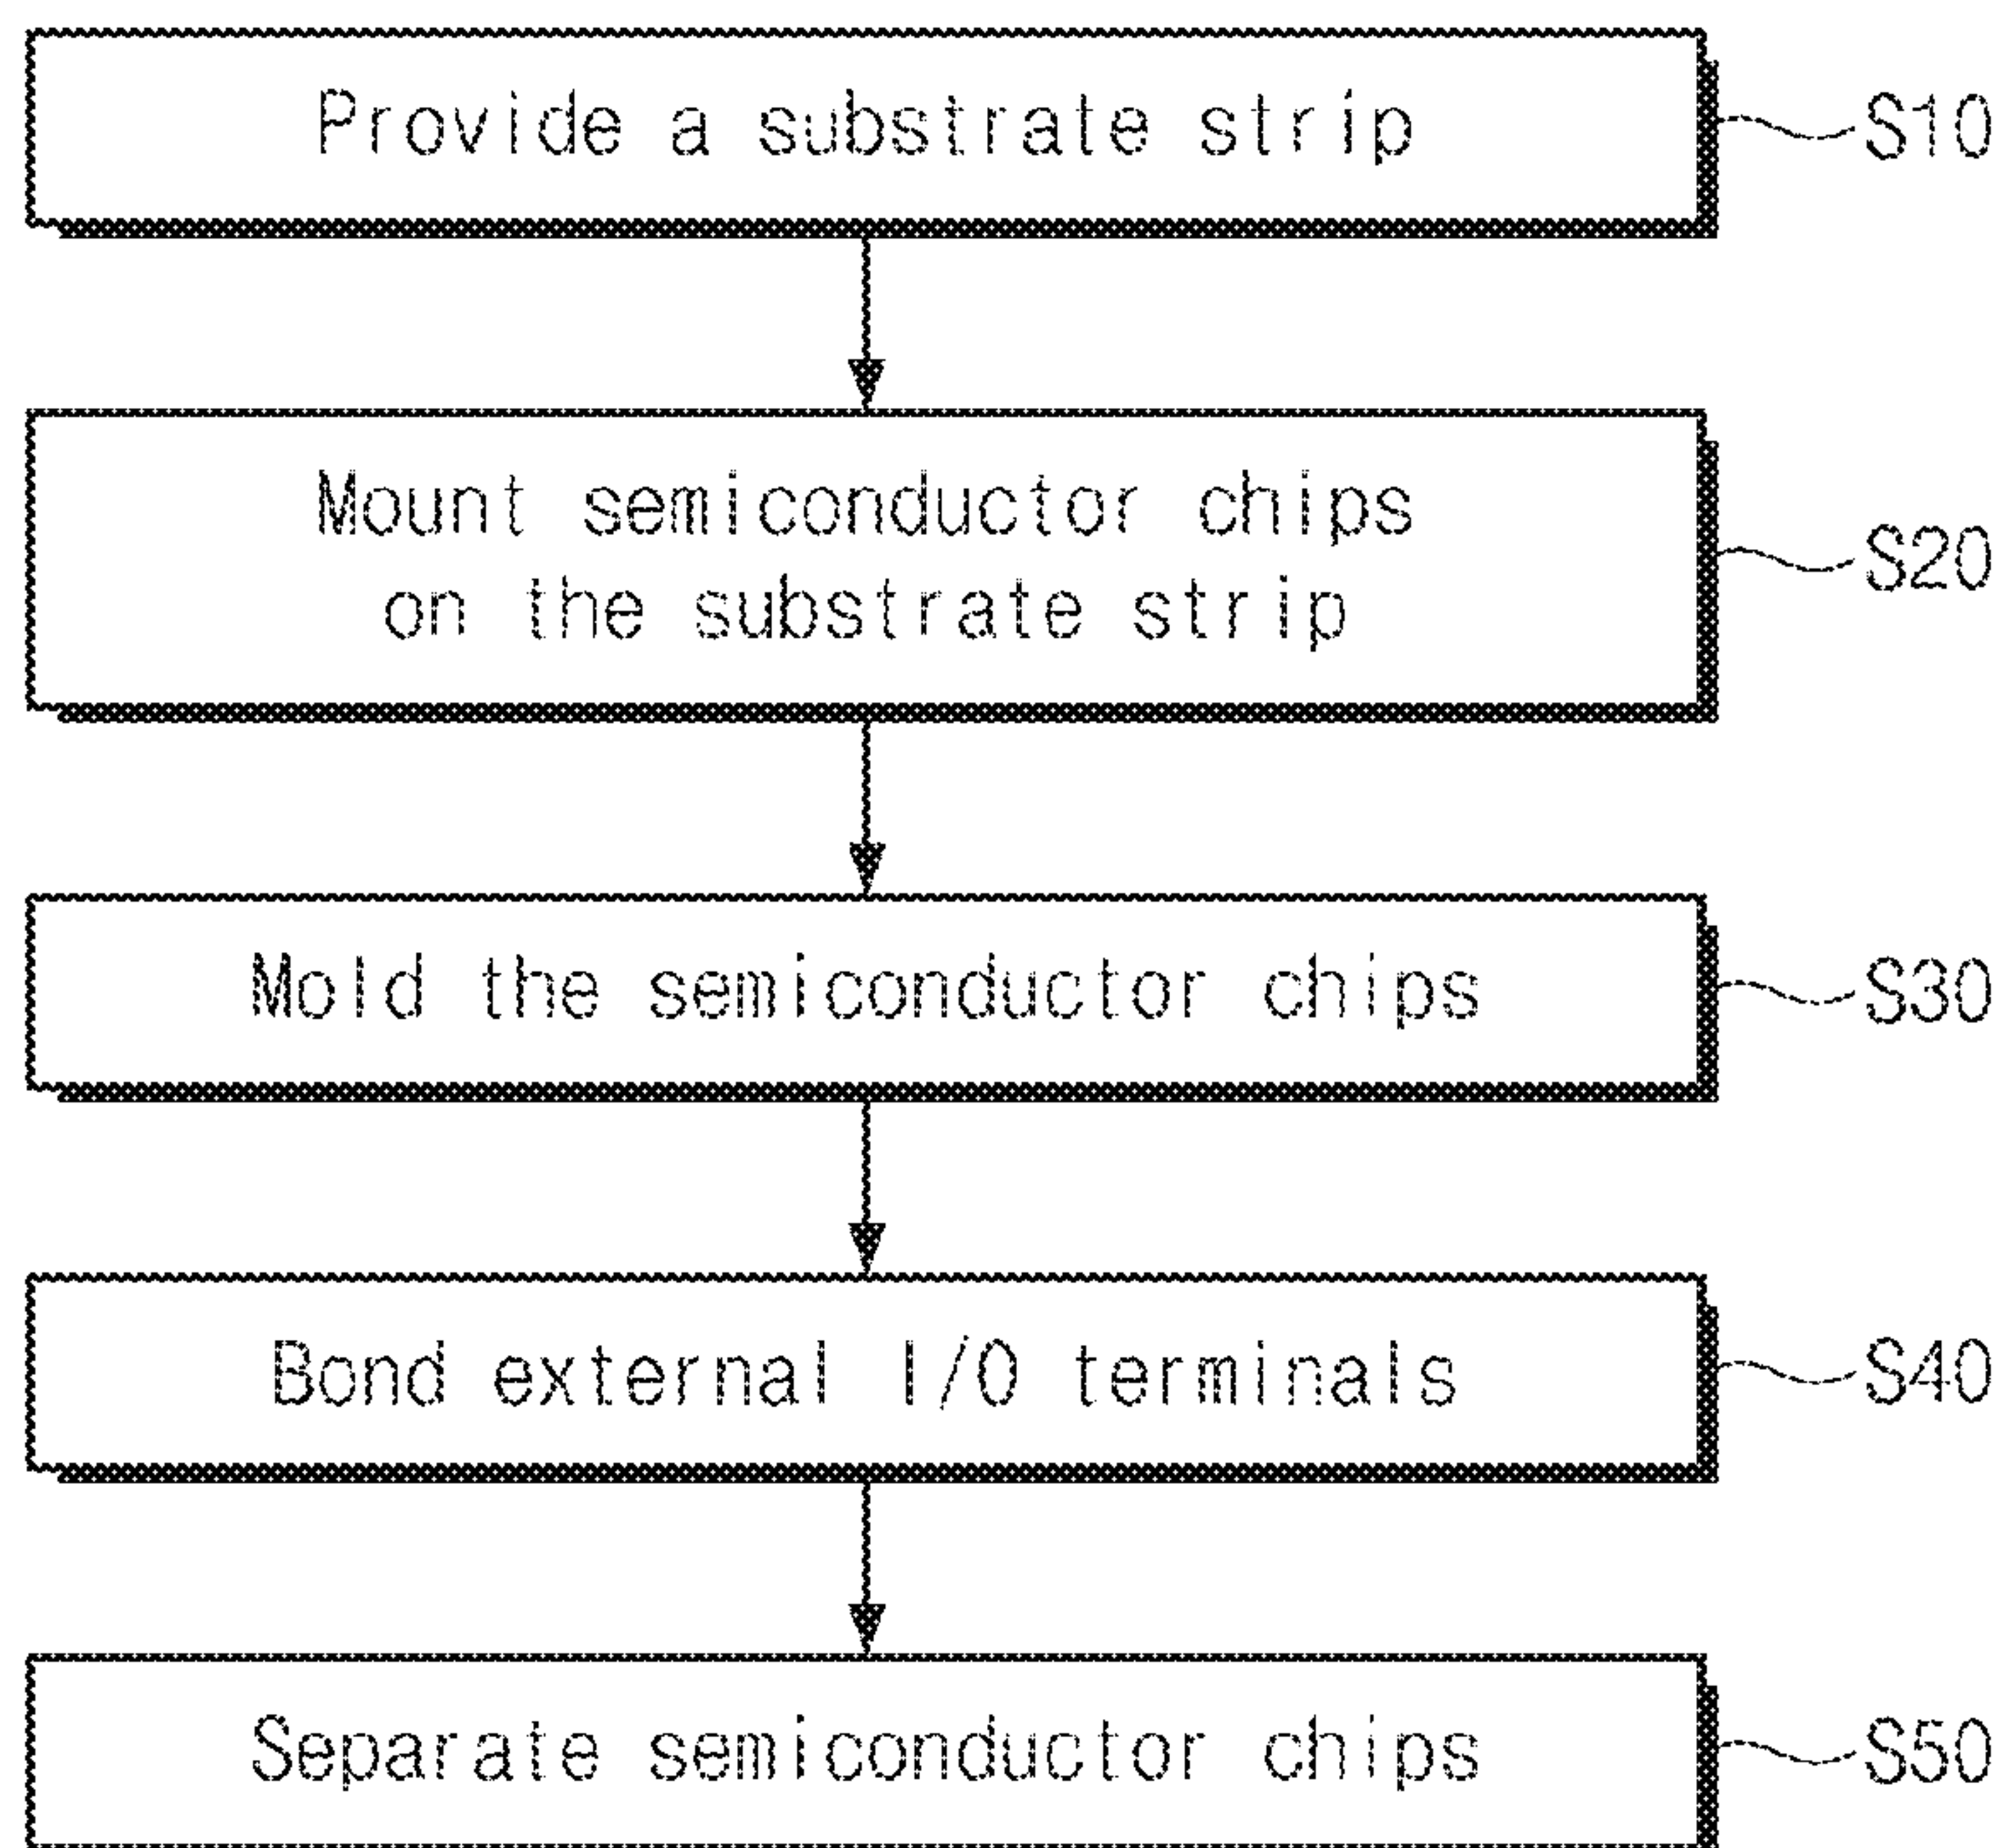 Provide a substrate strip
S10
Mount semiconductor chips
on the substrate strip
S20
Mold the semiconductor chips
S30
Bond external I/O terminals
S40
Separate semiconductor chips
S50